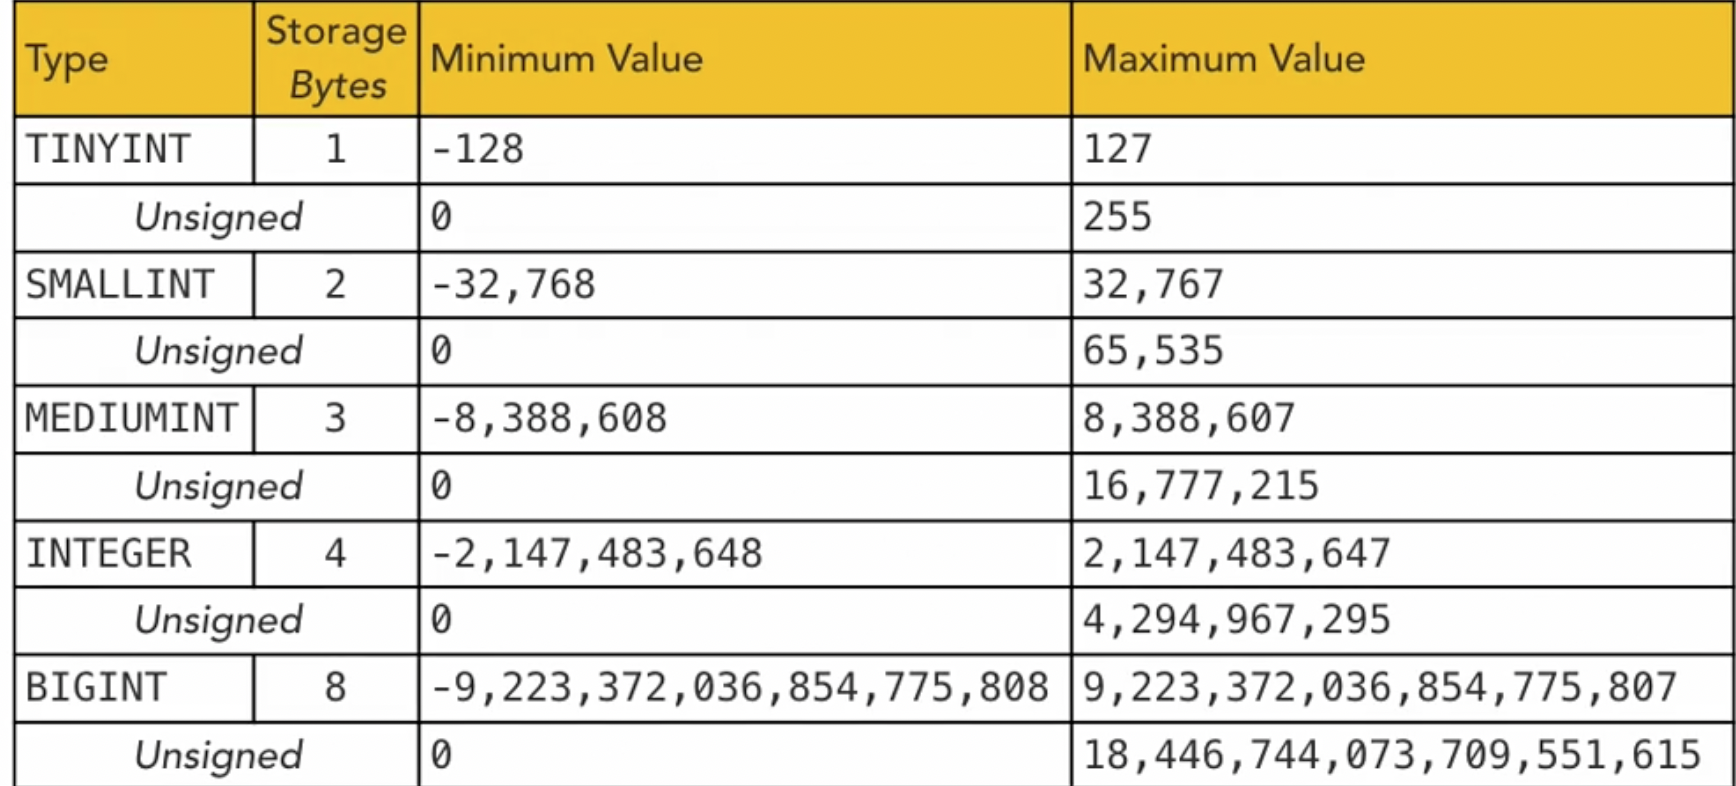 Type Storage Bytes Minimum Value Maximum Value
TINYINT 1 -128 127
Unsigned 0 255
SMALLINT 2 -32,768 32,767
Unsigned 0 65,535
MEDIUMINT 3 -8,388,608 8,388,607
Unsigned 0 16,777,215
INTEGER 4 -2,147,483,648 2,147,483,647
Unsigned 0 4,294,967,295
BIGINT 8 -9,223,372,036,854,775,808 9,223,372,036,854,775,807
Unsigned 0 18,446,744,073,709,551,615